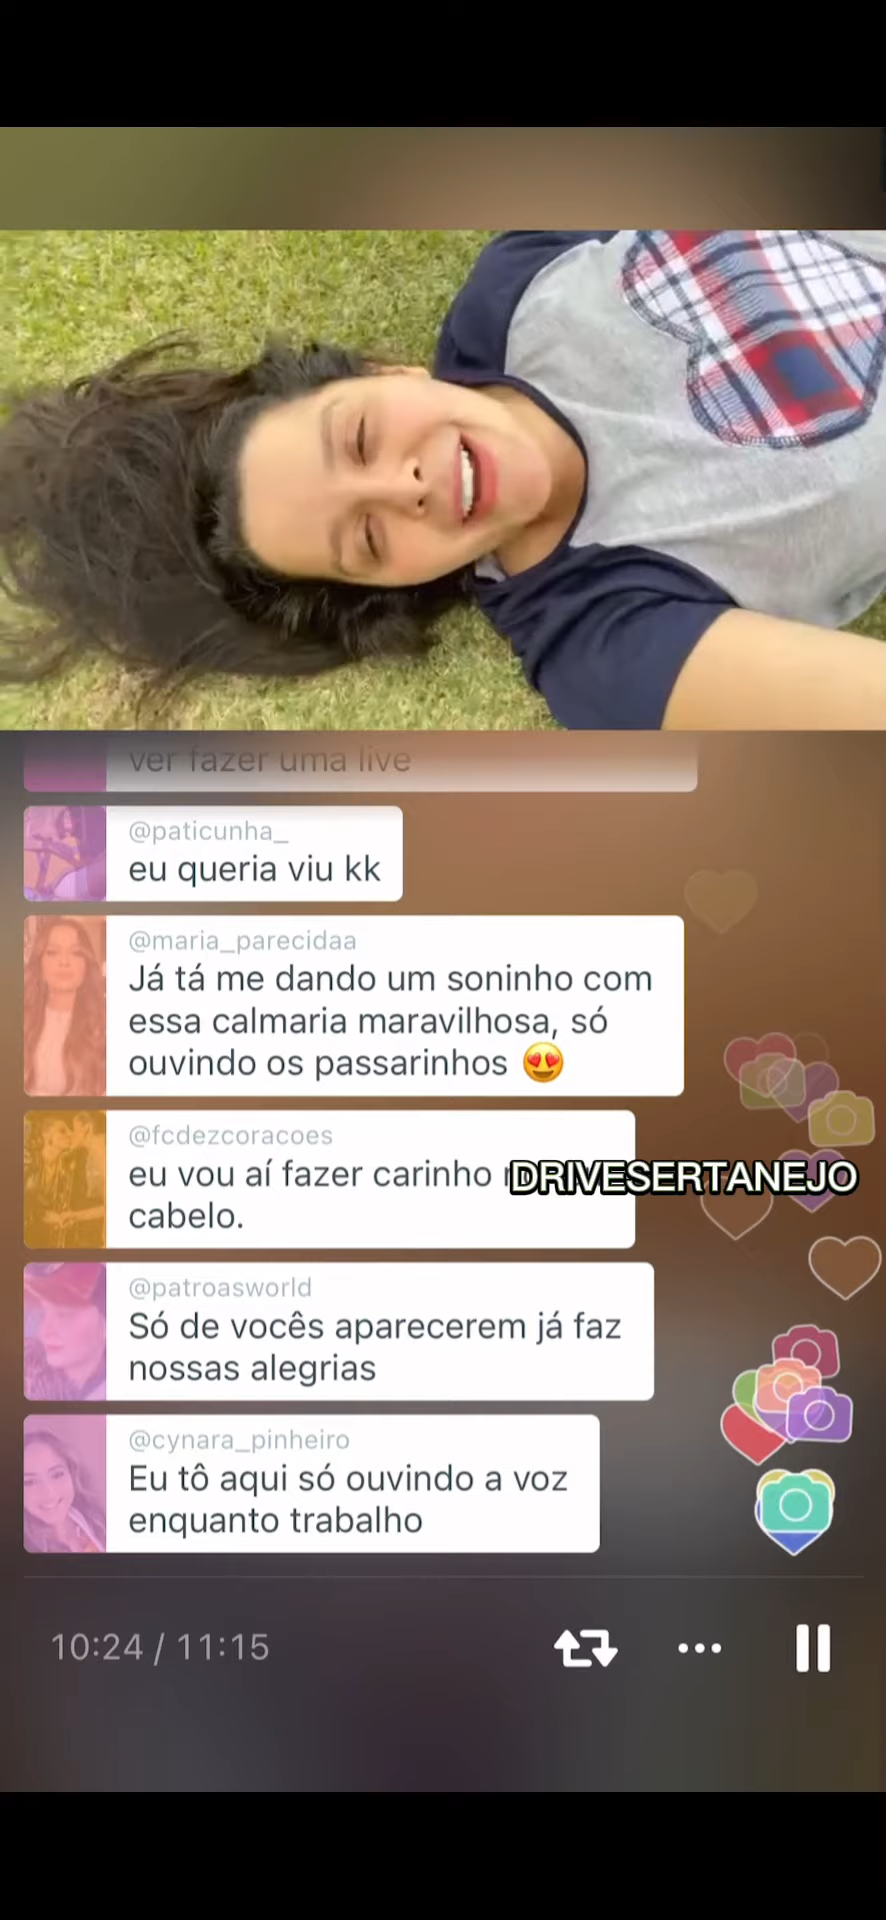 ver fazer uma live
@paticunha_
eu queria viu kk
@maria_parecidaa
Já tá me dando um soninho com
essa calmaria maravilhosa, só
ouvindo os passarinhos 😍
@fcdezcoracoes
eu vou aí fazer carinho
DRIVESERTANEJO
cabelo.
@patroasworld
Só de vocês aparecerem já faz
nossas alegrias
@cynara_pinheiro
Eu tô aqui só ouvindo a voz
enquanto trabalho
10:24 / 11:15